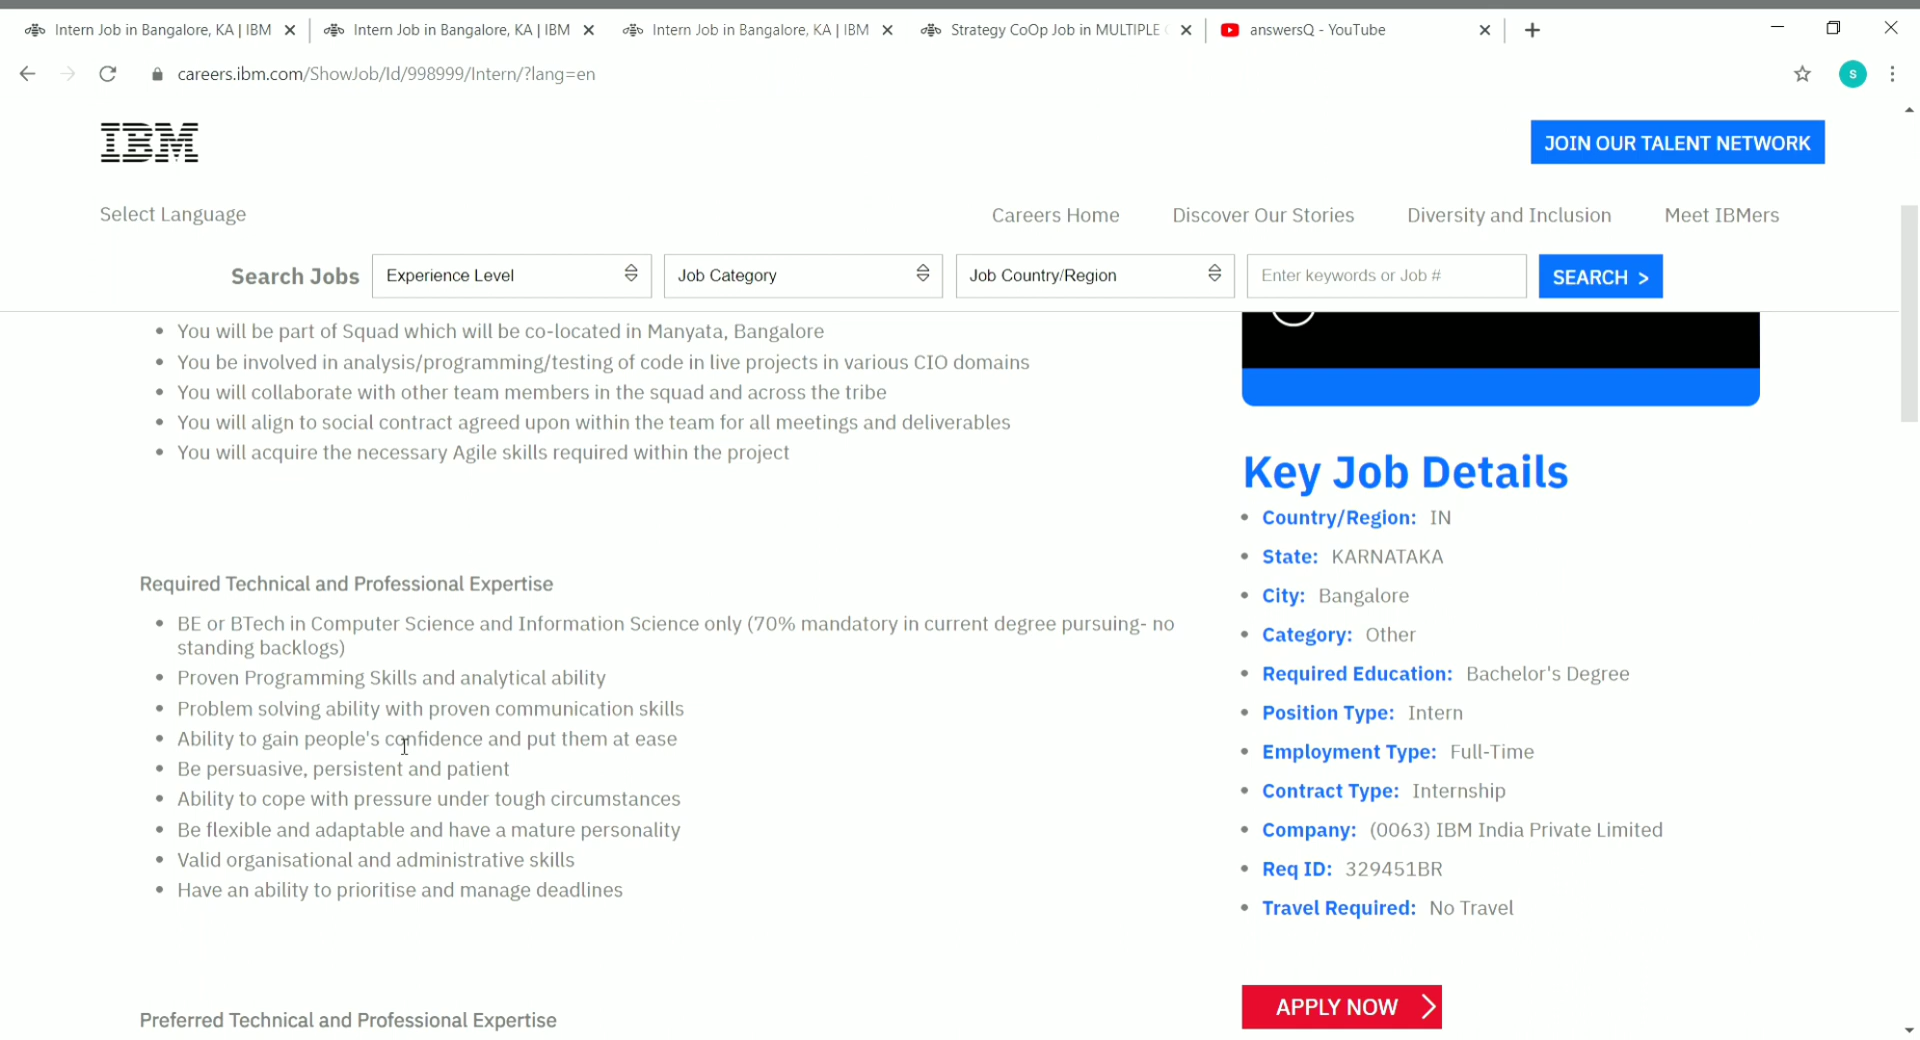 Intern Job in Bangalore, KA | IBM
Intern Job in Bangalore, KA | IBM
Intern Job in Bangalore, KA | IBM
Strategy CoOp Job in MULTIPLE
answersQ - YouTube
careers.ibm.com/ShowJob/Id/998999/Intern/?lang=en
S
IBM
JOIN OUR TALENT NETWORK
Select Language
Careers Home
Discover Our Stories
Diversity and Inclusion
Meet IBMers
Search Jobs
Experience Level
Job Category
Job Country/Region
Enter keywords or Job #
SEARCH >
• You will be part of Squad which will be co-located in Manyata, Bangalore
• You be involved in analysis/programming/testing of code in live projects in various CIO domains
• You will collaborate with other team members in the squad and across the tribe
• You will align to social contract agreed upon within the team for all meetings and deliverables
• You will acquire the necessary Agile skills required within the project
Required Technical and Professional Expertise
• BE or BTech in Computer Science and Information Science only (70% mandatory in current degree pursuing- no
standing backlogs)
• Proven Programming Skills and analytical ability
• Problem solving ability with proven communication skills
• Ability to gain people's confidence and put them at ease
• Be persuasive, persistent and patient
• Ability to cope with pressure under tough circumstances
• Be flexible and adaptable and have a mature personality
• Valid organisational and administrative skills
• Have an ability to prioritise and manage deadlines
Preferred Technical and Professional Expertise
Key Job Details
• Country/Region: IN
• State: KARNATAKA
• City: Bangalore
• Category: Other
• Required Education: Bachelor's Degree
• Position Type: Intern
• Employment Type: Full-Time
• Contract Type: Internship
• Company: (0063) IBM India Private Limited
• Req ID: 329451BR
• Travel Required: No Travel
APPLY NOW